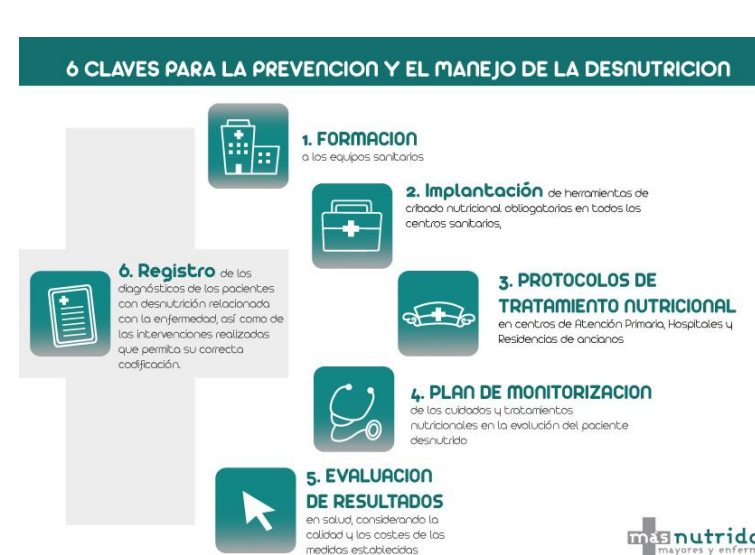 6 CLAVES PARA LA PREVENCION Y EL MANEJO DE LA DESNUTRICION
1. FORMACION
a los equipos sanitarios
2. Implantación de herramientas de
cribado nutricional obligatorias en todos los
centros sanitarios,
3. PROTOCOLOS DE
TRATAMIENTO NUTRICIONAL
en centros de Atención Primaria, Hospitales y
Residencias de ancianos
4. PLAN DE MONITORIZACION
de los cuidados y tratamientos
nutricionales en la evolución del paciente
desnutrido
5. EVALUACION
DE RESULTADOS
en salud, considerando la
calidad y los costes de las
medidas establecidas
6. Registro de los
diagnósticos de los pacientes
con desnutrición relacionada
con la enfermedad, así como de
las intervenciones realizadas
que permita su correcta
codificación.
más nutrido
mayores y enferm